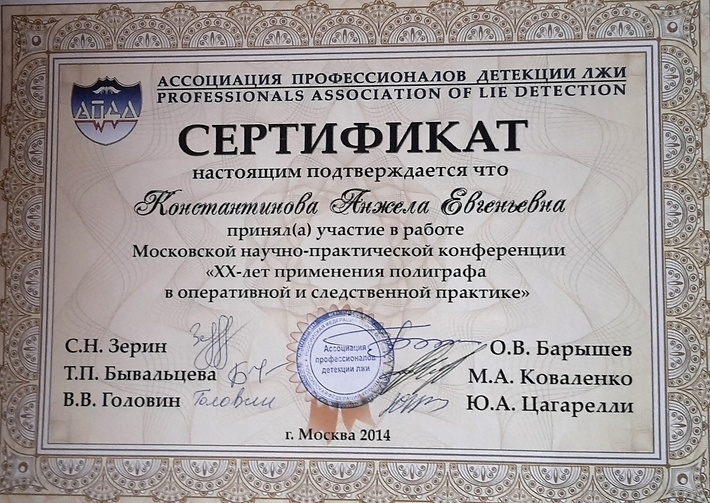 АПДЛ
АССОЦИАЦИЯ ПРОФЕССИОНАЛОВ ДЕТЕКЦИИ ЛЖИ
PROFESSIONALS ASSOCIATION OF LIE DETECTION
СЕРТИФИКАТ
настоящим подтверждается что
Константинова Анжела Евгеньевна
принял(а) участие в работе
Московской научно-практической конференции
«XX-лет применения полиграфа
в оперативной и следственной практике»
С.Н. Зерин
Т.П. Бывальцева
В.В. Головин
Головин
Ассоциация
профессионалов
детекции лжи
О.В. Барышев
М.А. Коваленко
Ю.А. Цагарелли
г. Москва 2014